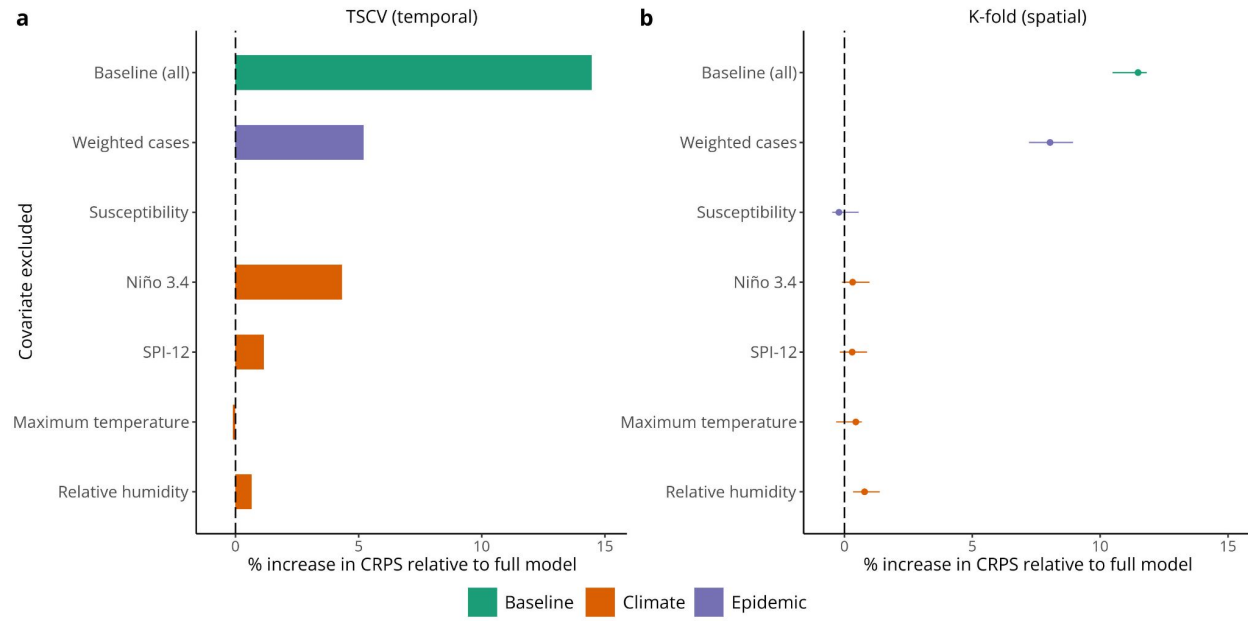 a
TSCV (temporal)
Covariate excluded
Baseline (all)
Weighted cases
Susceptibility
Niño 3.4
SPI-12
Maximum temperature
Relative humidity
0 5 10 15
% increase in CRPS relative to full model
b
K-fold (spatial)
Baseline (all)
Weighted cases
Susceptibility
Niño 3.4
SPI-12
Maximum temperature
Relative humidity
0 5 10 15
% increase in CRPS relative to full model
Baseline Climate Epidemic